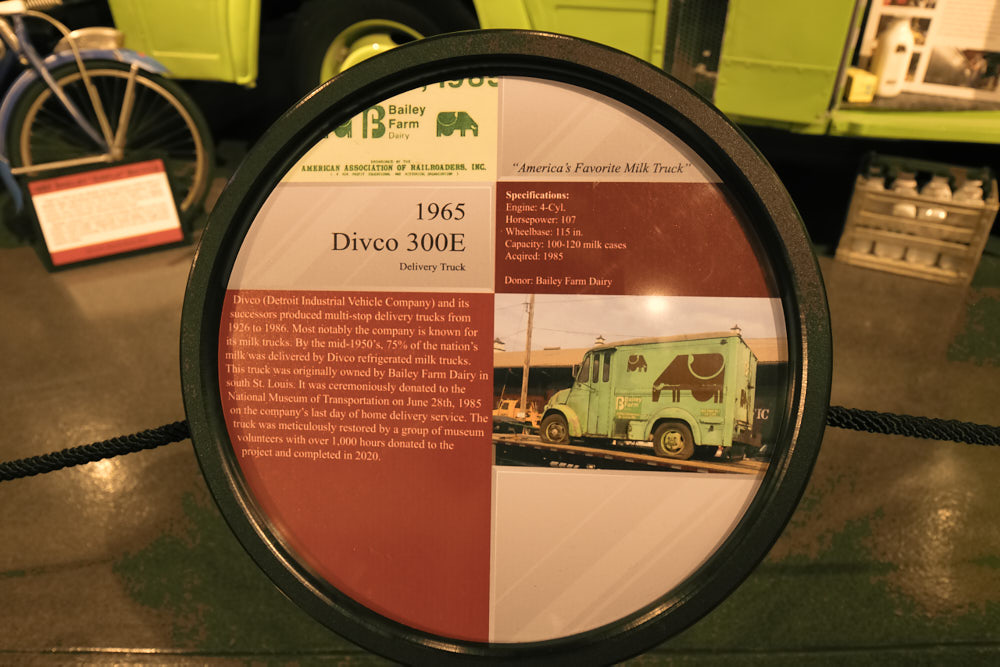 , 1985
Bailey
Farm
Dairy
SPONSORED BY THE
AMERICAN ASSOCIATION OF RAILROADERS, INC.
"America's Favorite Milk Truck"
1965
Divco 300E
Delivery Truck
Specifications:
Engine: 4-Cyl.
Horsepower: 107
Wheelbase: 115 in.
Capacity: 100-120 milk cases
Acqired: 1985
Donor: Bailey Farm Dairy
Divco (Detroit Industrial Vehicle Company) and its
successors produced multi-stop delivery trucks from
1926 to 1986. Most notably the company is known for
its milk trucks. By the mid-1950's, 75% of the nation's
milk was delivered by Divco refrigerated milk trucks.
This truck was originally owned by Bailey Farm Dairy in
south St. Louis. It was ceremoniously donated to the
National Museum of Transportation on June 28th, 1985
on the company's last day of home delivery service. The
truck was meticulously restored by a group of museum
volunteers with over 1,000 hours donated to the
project and completed in 2020.
Bailey
Farm